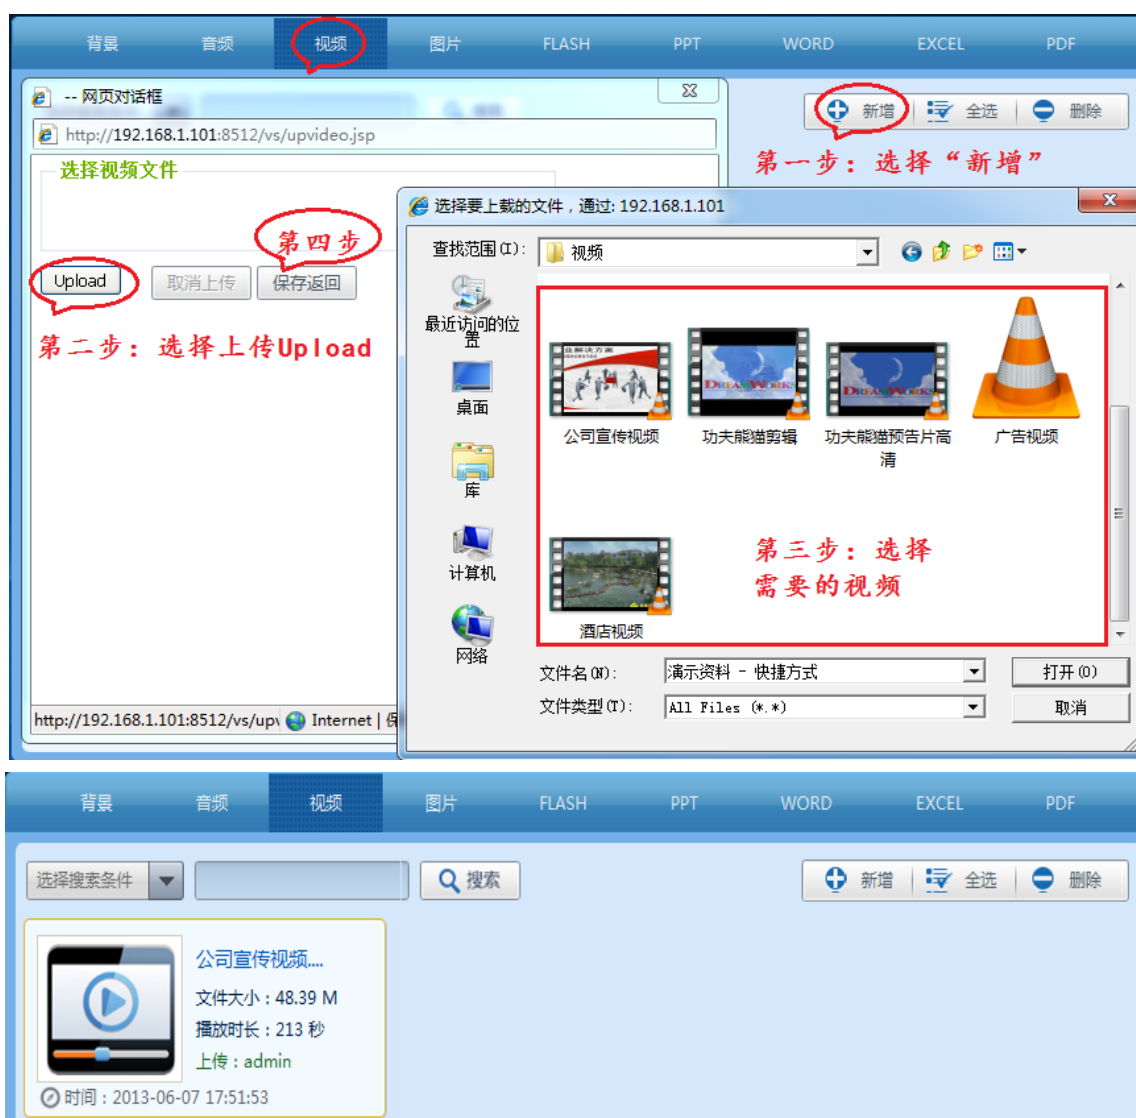 背景 音频 视频 图片 FLASH PPT WORD EXCEL PDF
-- 网页对话框
新增 全选 删除
http://192.168.1.101:8512/vs/upvideo.jsp
第一步：选择“新增”
选择视频文件
选择要上载的文件，通过: 192.168.1.101
第四步
查找范围(I): 视频
Upload 取消上传 保存返回
第二步：选择上传Upload
最近访问的位
置
桌面
库
计算机
网络
业解决方案
DREAMWORKS
DREAMWORKS
公司宣传视频 功夫熊猫剪辑 功夫熊猫预告片高
清 广告视频
第三步：选择
需要的视频
酒店视频
文件名(N): 演示资料 - 快捷方式 打开(O)
文件类型(T): All Files (*.*) 取消
http://192.168.1.101:8512/vs/upv Internet | 保
背景 音频 视频 图片 FLASH PPT WORD EXCEL PDF
选择搜索条件 搜索 新增 全选 删除
公司宣传视频....
文件大小：48.39 M
播放时长：213 秒
上传：admin
时间：2013-06-07 17:51:53